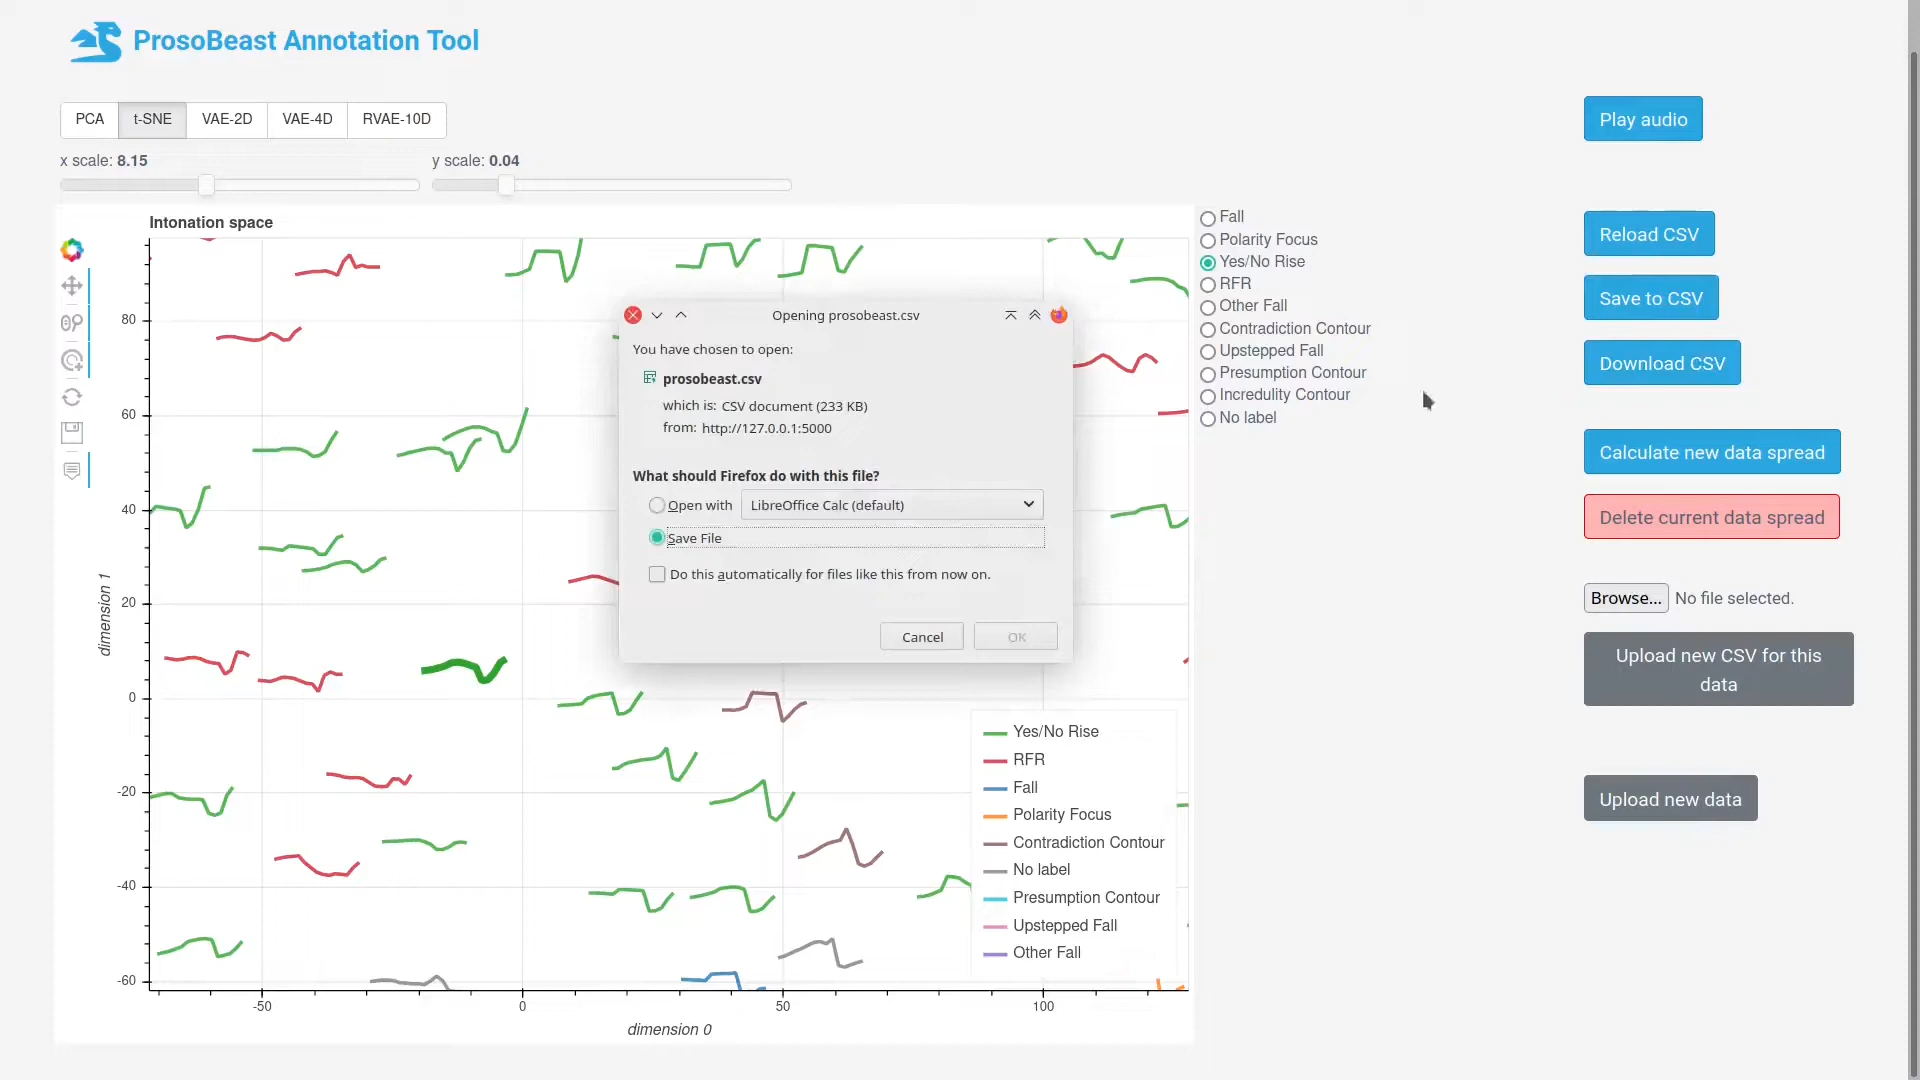 ProsoBeast Annotation Tool
PCA t-SNE VAE-2D VAE-4D RVAE-10D
Play audio
x scale: 8.15 y scale: 0.04
Intonation space
Fall
Polarity Focus
Yes/No Rise
RFR
Other Fall
Contradiction Contour
Upstepped Fall
Presumption Contour
Incredulity Contour
No label
Reload CSV
Save to CSV
Download CSV
Calculate new data spread
Delete current data spread
Browse... No file selected.
Upload new CSV for this
data
Upload new data
Opening prosobeast.csv
You have chosen to open:
prosobeast.csv
which is: CSV document (233 KB)
from: http://127.0.0.1:5000
What should Firefox do with this file?
Open with LibreOffice Calc (default)
Save File
Do this automatically for files like this from now on.
Cancel OK
80
60
40
20
0
-20
-40
-60
dimension 1
Yes/No Rise
RFR
Fall
Polarity Focus
Contradiction Contour
No label
Presumption Contour
Upstepped Fall
Other Fall
-50 0 50 100
dimension 0